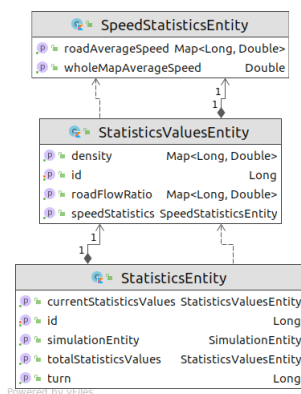 SpeedStatisticsEntity
roadAverageSpeed Map<Long, Double>
wholeMapAverageSpeed Double
1
1
StatisticsValuesEntity
density Map<Long, Double>
id Long
roadFlowRatio Map<Long, Double>
speedStatistics SpeedStatisticsEntity
1
1
StatisticsEntity
currentStatisticsValues StatisticsValuesEntity
id Long
simulationEntity SimulationEntity
totalStatisticsValues StatisticsValuesEntity
turn Long
Powered by yFiles